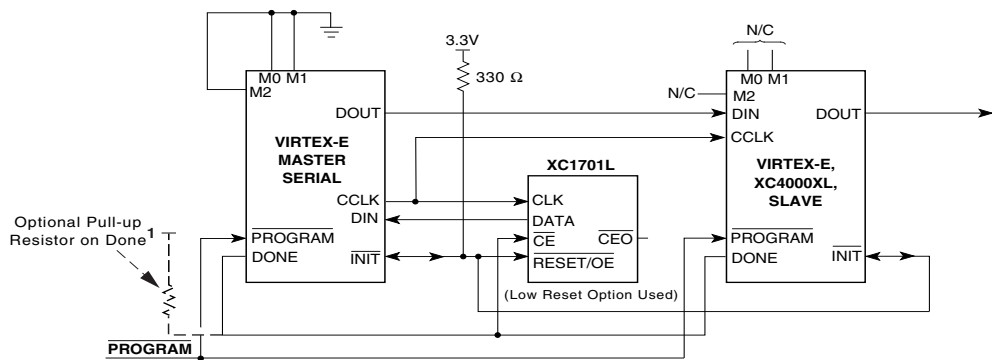 N/C
3.3V
M0 M1
M2
330 Ω
M0 M1
N/C
M2
DOUT
DIN
DOUT
CCLK
VIRTEX-E
MASTER
SERIAL
XC1701L
VIRTEX-E,
XC4000XL,
SLAVE
CCLK
CLK
DIN
DATA
Optional Pull-up
Resistor on Done1
PROGRAM
CE
CEO
PROGRAM
DONE
INIT
RESET/OE
DONE
INIT
(Low Reset Option Used)
PROGRAM